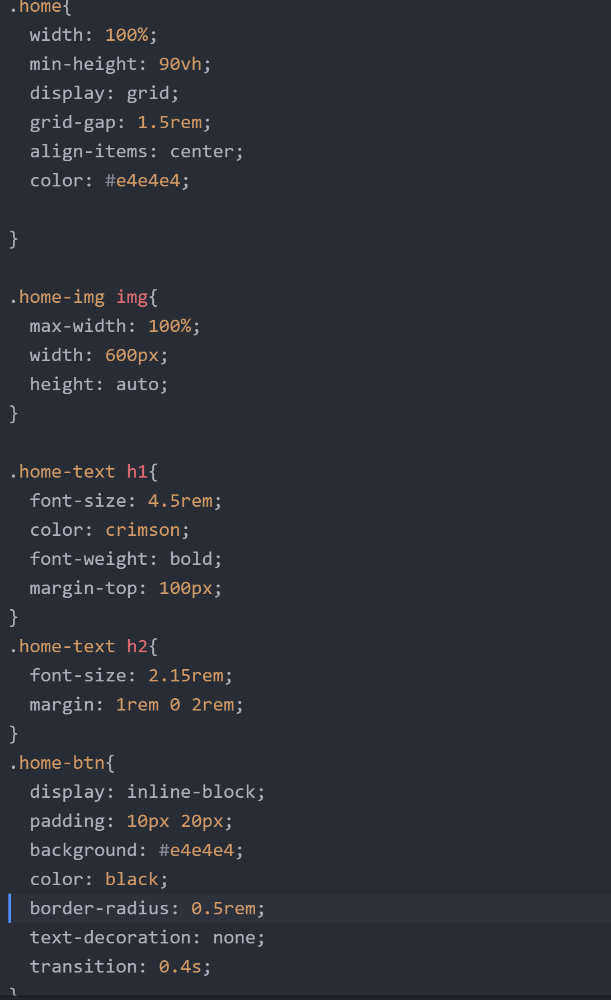 .home{
  width: 100%;
  min-height: 90vh;
  display: grid;
  grid-gap: 1.5rem;
  align-items: center;
  color: #e4e4e4;

}

.home-img img{
  max-width: 100%;
  width: 600px;
  height: auto;
}

.home-text h1{
  font-size: 4.5rem;
  color: crimson;
  font-weight: bold;
  margin-top: 100px;
}
.home-text h2{
  font-size: 2.15rem;
  margin: 1rem 0 2rem;
}
.home-btn{
  display: inline-block;
  padding: 10px 20px;
  background: #e4e4e4;
  color: black;
  border-radius: 0.5rem;
  text-decoration: none;
  transition: 0.4s;
}